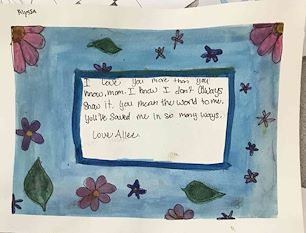 Alyssa
I love you more than you
know, mom. I know I don't always
show it. You mean the world to me.
You've saved me in so many ways.
Love Allee